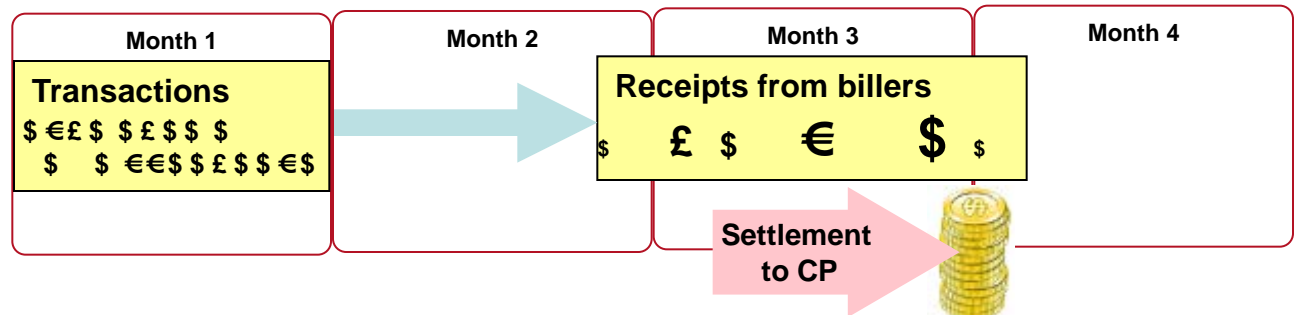 Month 1
Month 2
Month 3
Month 4
Transactions
$ € £ $ $ £ $ $ $
$ $ € € $ $ £ $ $ € $
Receipts from billers
$ £ $ € $ $
Settlement
to CP